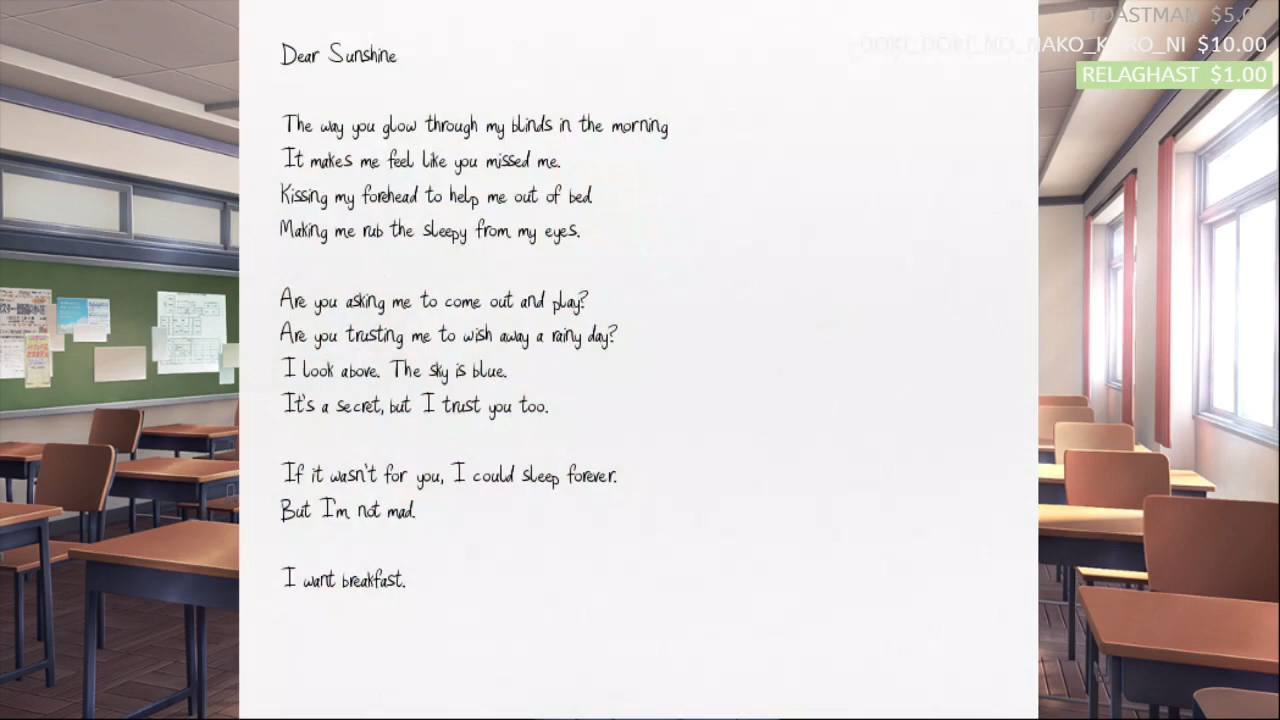 TOASTMAN $5.00
$10.00
RELAGHAST $1.00
Dear Sunshine
The way you glow through my blinds in the morning
It makes me feel like you missed me.
Kissing my forehead to help me out of bed
Making me rub the sleepy from my eyes.
Are you asking me to come out and play?
Are you trusting me to wish away a rainy day?
I look above. The sky is blue.
It's a secret, but I trust you too.
If it wasn't for you, I could sleep forever.
But I'm not mad.
I want breakfast.